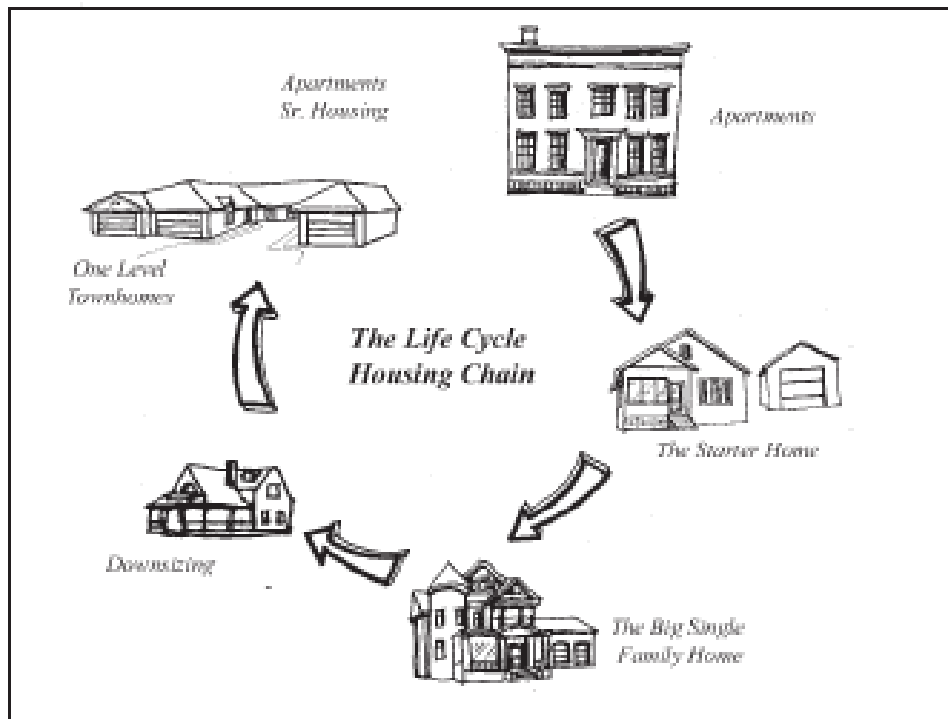 Apartments
Sr. Housing
Apartments
One Level
Townhomes
The Life Cycle
Housing Chain
The Starter Home
Downsizing
The Big Single
Family Home